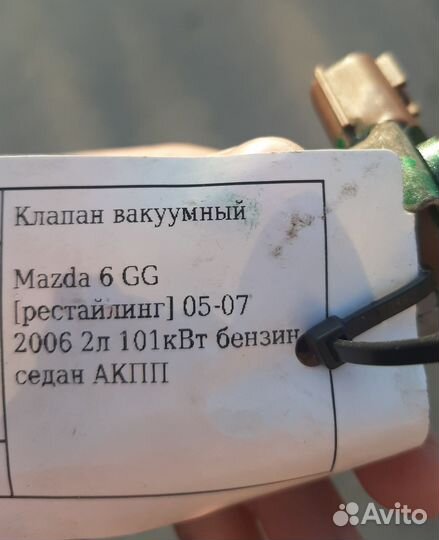 Клапан вакуумный
Mazda 6 GG
[рестайлинг] 05-07
2006 2л 101кВт бензин
седан АКПП
Avito